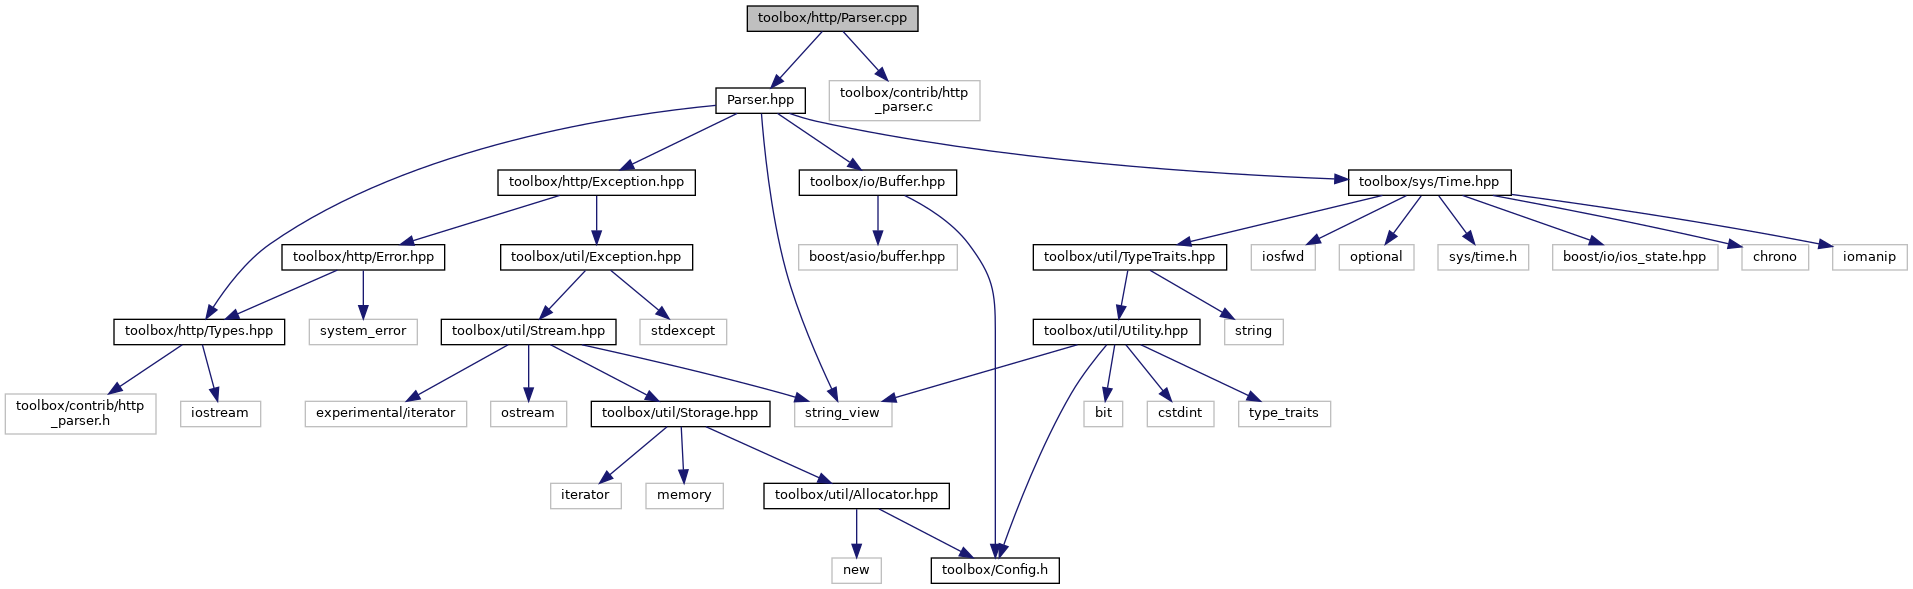 toolbox/http/Parser.cpp
Parser.hpp
toolbox/contrib/http
_parser.c
toolbox/http/Exception.hpp
toolbox/io/Buffer.hpp
toolbox/sys/Time.hpp
toolbox/http/Error.hpp
toolbox/util/Exception.hpp
boost/asio/buffer.hpp
toolbox/util/TypeTraits.hpp
iosfwd
optional
sys/time.h
boost/io/ios_state.hpp
chrono
iomanip
toolbox/http/Types.hpp
system_error
toolbox/util/Stream.hpp
stdexcept
toolbox/util/Utility.hpp
string
toolbox/contrib/http
_parser.h
iostream
experimental/iterator
ostream
toolbox/util/Storage.hpp
string_view
bit
cstdint
type_traits
iterator
memory
toolbox/util/Allocator.hpp
new
toolbox/Config.h